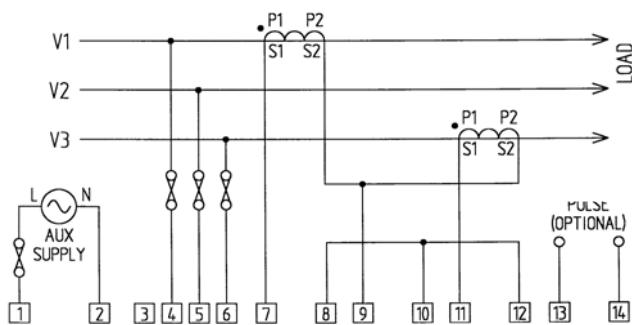 P1 P2
V1
S1 S2
LOAD
V2
P1 P2
V3
S1 S2
L N
AUX
SUPPLY
PULSE
(OPTIONAL)
1 2 3 4 5 6 7 8 9 10 11 12 13 14